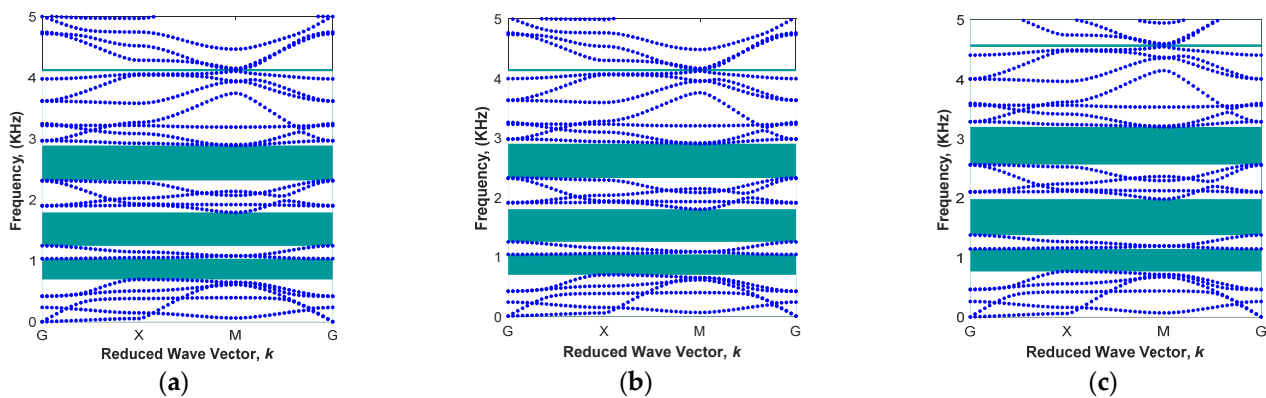 5
4
3
2
1
0
Frequency, (KHz)
G X M G
Reduced Wave Vector, k
(a)
5
4
3
2
1
0
Frequency, (KHz)
G X M G
Reduced Wave Vector, k
(b)
5
4
3
2
1
0
Frequency, (KHz)
G X M G
Reduced Wave Vector, k
(c)